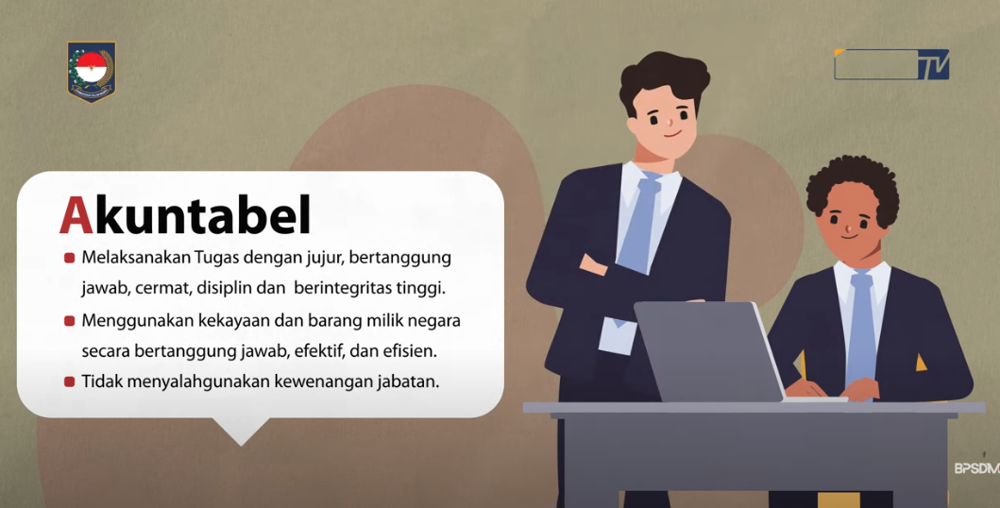 TV
Akuntabel
Melaksanakan Tugas dengan jujur, bertanggung
jawab, cermat, disiplin dan berintegritas tinggi.
Menggunakan kekayaan dan barang milik negara
secara bertanggung jawab, efektif, dan efisien.
Tidak menyalahgunakan kewenangan jabatan.
BPSDM